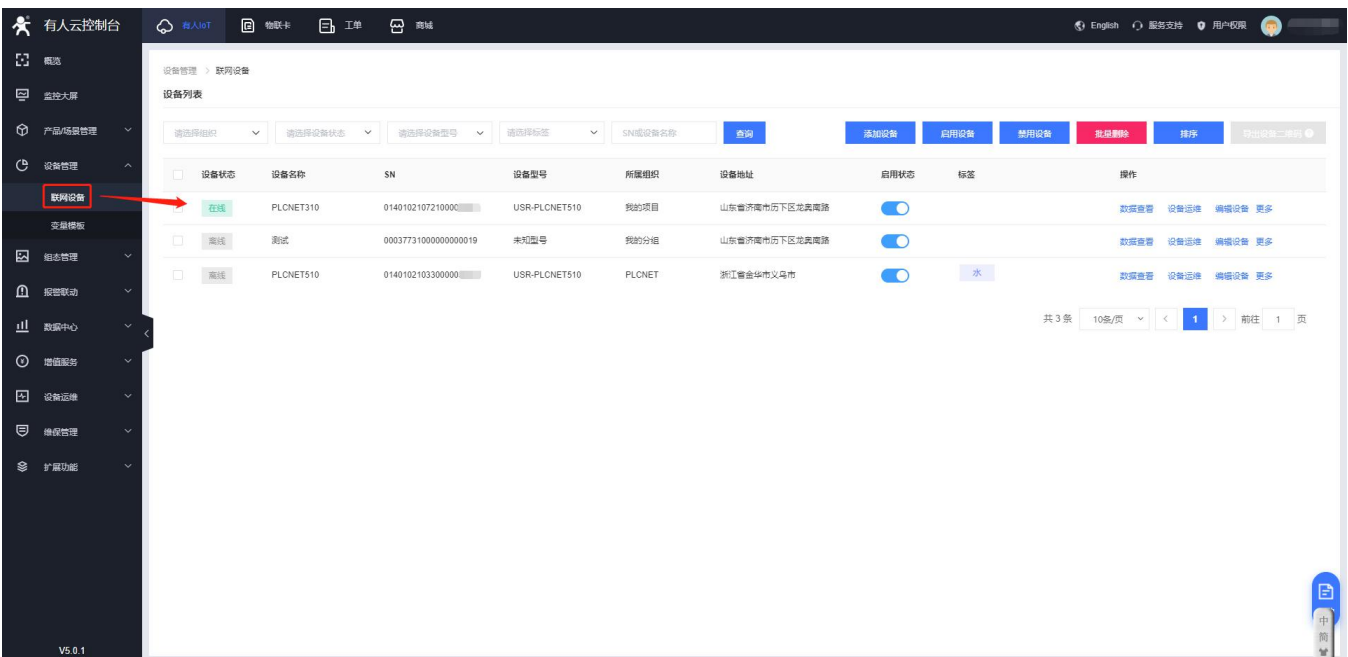 有人云控制台 有人IoT 物联卡 工单 商城 English 服务支持 用户权限
概览
监控大屏
产品/场景管理
设备管理
联网设备
变量模板
组态管理
报警联动
数据中心
增值服务
设备运维
维保管理
扩展功能
V5.0.1
设备管理 > 联网设备
设备列表
请选择组织 请选择设备状态 请选择设备型号 请选择标签 SN或设备名称 查询 添加设备 启用设备 禁用设备 批量删除 排序 导出设备二维码
设备状态 设备名称 SN 设备型号 所属组织 设备地址 启用状态 标签 操作
在线 PLCNET310 0140102107210000 USR-PLCNET510 我的项目 山东省济南市历下区龙奥南路 数据查看 设备运维 编辑设备 更多
离线 测试 00037731000000000019 未知型号 我的分组 山东省济南市历下区龙奥南路 数据查看 设备运维 编辑设备 更多
离线 PLCNET510 0140102103300000 USR-PLCNET510 PLCNET 浙江省金华市义乌市 水 数据查看 设备运维 编辑设备 更多
共 3 条 10条/页 < 1 > 前往 1 页
中
简